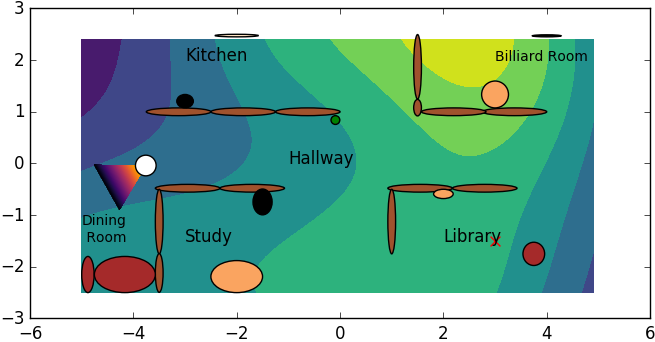 3
2
1
0
−1
−2
−3
Kitchen
Billiard Room
Hallway
Dining
Room
Study
Library
−6
−4
−2
0
2
4
6